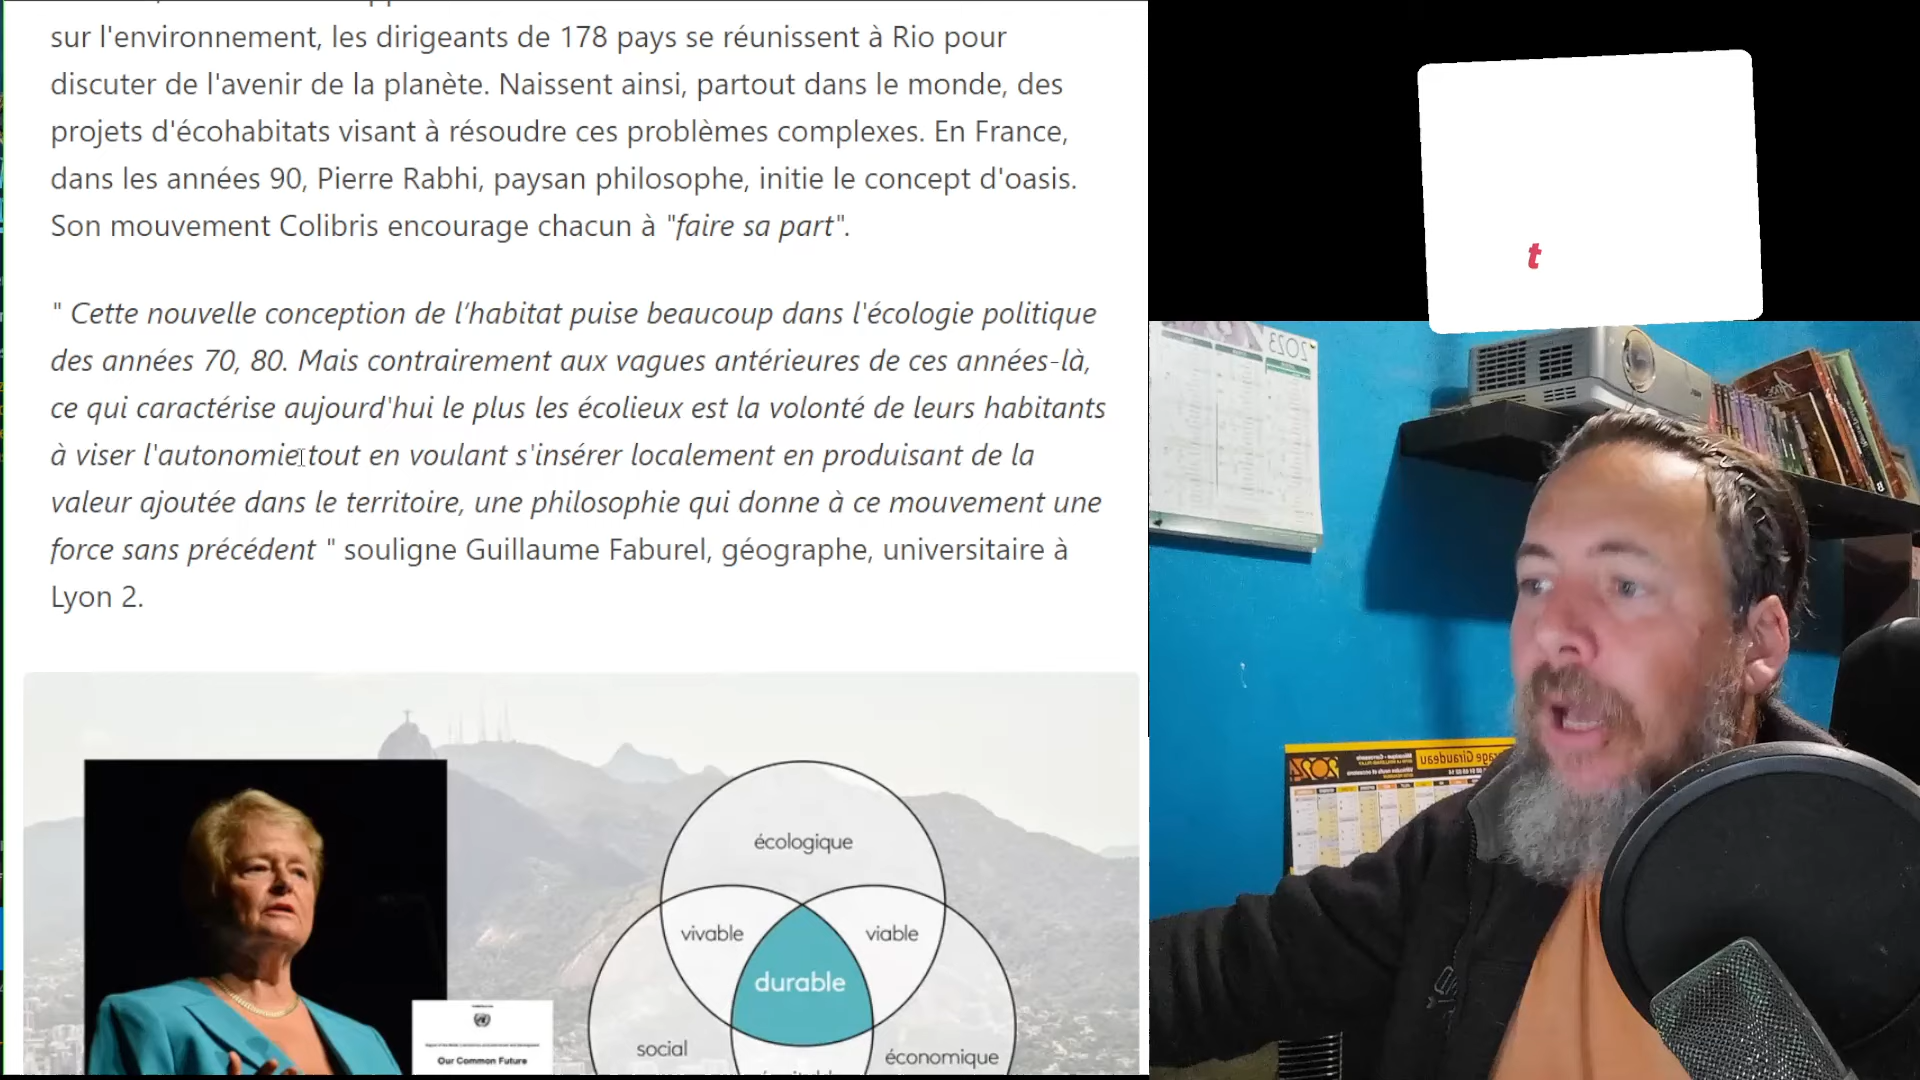 sur l'environnement, les dirigeants de 178 pays se réunissent à Rio pour
discuter de l'avenir de la planète. Naissent ainsi, partout dans le monde, des
projets d'écohabitats visant à résoudre ces problèmes complexes. En France,
dans les années 90, Pierre Rabhi, paysan philosophe, initie le concept d'oasis.
Son mouvement Colibris encourage chacun à "faire sa part".
" Cette nouvelle conception de l’habitat puise beaucoup dans l'écologie politique
des années 70, 80. Mais contrairement aux vagues antérieures de ces années-là,
ce qui caractérise aujourd'hui le plus les écolieux est la volonté de leurs habitants
à viser l'autonomie tout en voulant s'insérer localement en produisant de la
valeur ajoutée dans le territoire, une philosophie qui donne à ce mouvement une
force sans précédent " souligne Guillaume Faburel, géographe, universitaire à
Lyon 2.
écologique
vivable
viable
durable
social
économique
Our Common Future
t
2023
2024
Garage Giraudeau